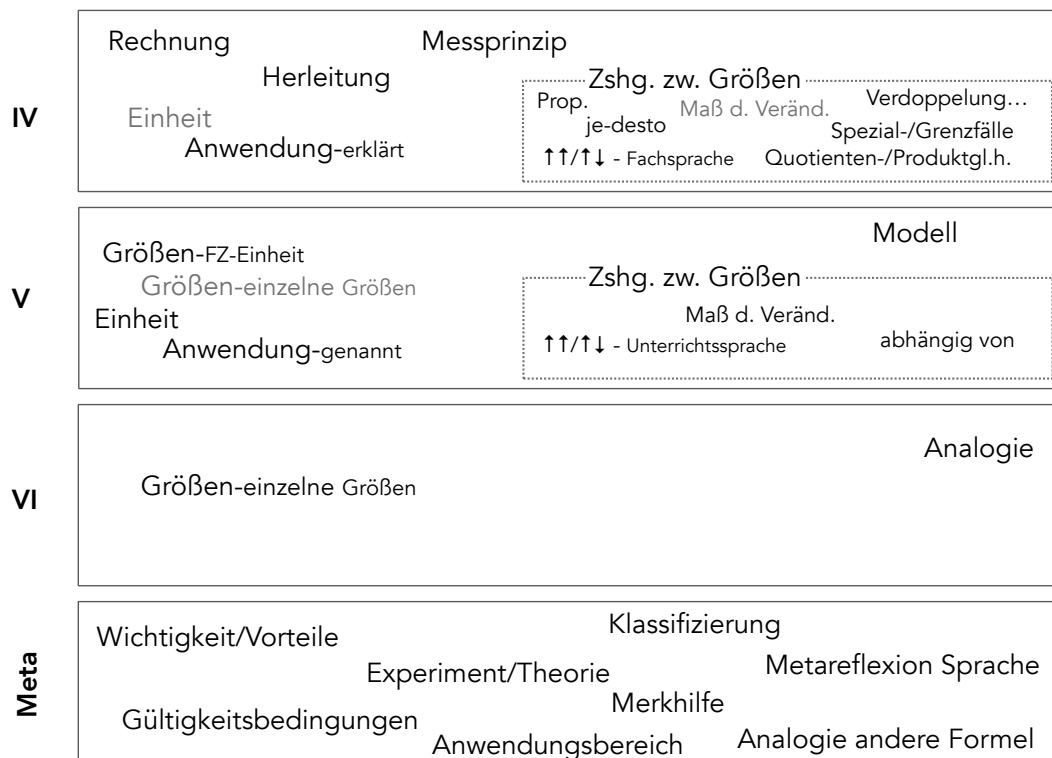 IV
Rechnung
Messprinzip
Herleitung
Einheit
Anwendung-erklärt
Zshg. zw. Größen
Prop.
Maß d. Veränd.
Verdoppelung…
je-desto
Spezial-/Grenzfälle
↑↑/↑↓ - Fachsprache
Quotienten-/Produktgl.h.
V
Modell
Größen-FZ-Einheit
Größen-einzelne Größen
Einheit
Anwendung-genannt
Zshg. zw. Größen
Maß d. Veränd.
↑↑/↑↓ - Unterrichtssprache
abhängig von
VI
Analogie
Größen-einzelne Größen
Meta
Wichtigkeit/Vorteile
Klassifizierung
Experiment/Theorie
Metareflexion Sprache
Merkhilfe
Gültigkeitsbedingungen
Anwendungsbereich
Analogie andere Formel